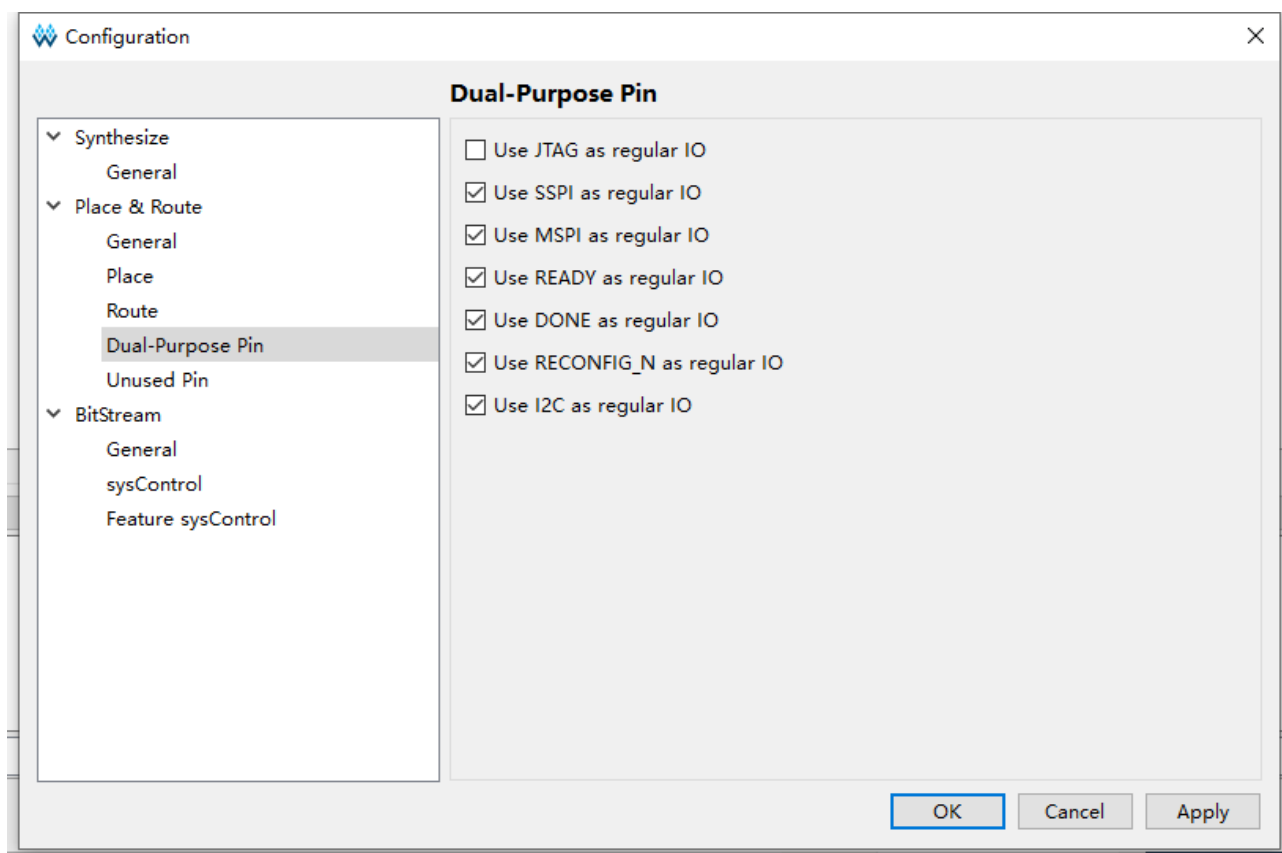 Configuration
Dual-Purpose Pin
Synthesize
General
Place & Route
General
Place
Route
Dual-Purpose Pin
Unused Pin
BitStream
General
sysControl
Feature sysControl
Use JTAG as regular IO
Use SSPI as regular IO
Use MSPI as regular IO
Use READY as regular IO
Use DONE as regular IO
Use RECONFIG_N as regular IO
Use I2C as regular IO
OK
Cancel
Apply